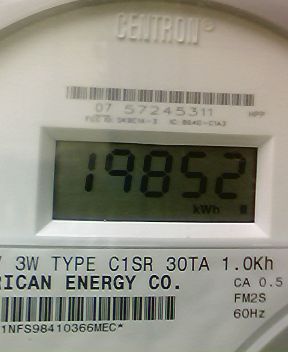 CENTRON®
07 57245311 HPP
19852
kWh
V 3W TYPE C1SR 30TA 1.0Kh
RICAN ENERGY CO. CA 0.5
FM2S
60Hz
1NFS98410366MEC*